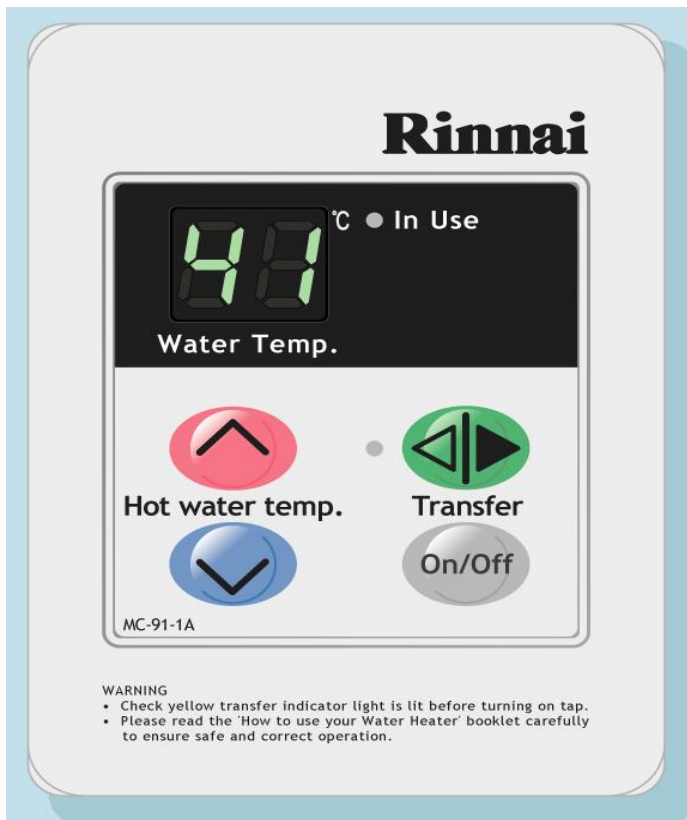 Rinnai
41 °C In Use
Water Temp.
Hot water temp. Transfer
On/Off
MC-91-1A
WARNING
• Check yellow transfer indicator light is lit before turning on tap.
• Please read the 'How to use your Water Heater' booklet carefully
to ensure safe and correct operation.